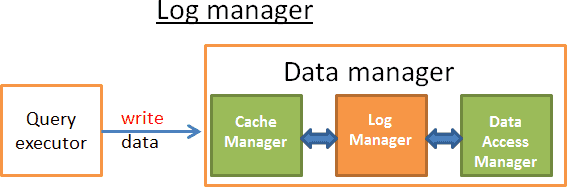 Log manager
Data manager
Query
executor
write
data
Cache
Manager
Log
Manager
Data
Access
Manager